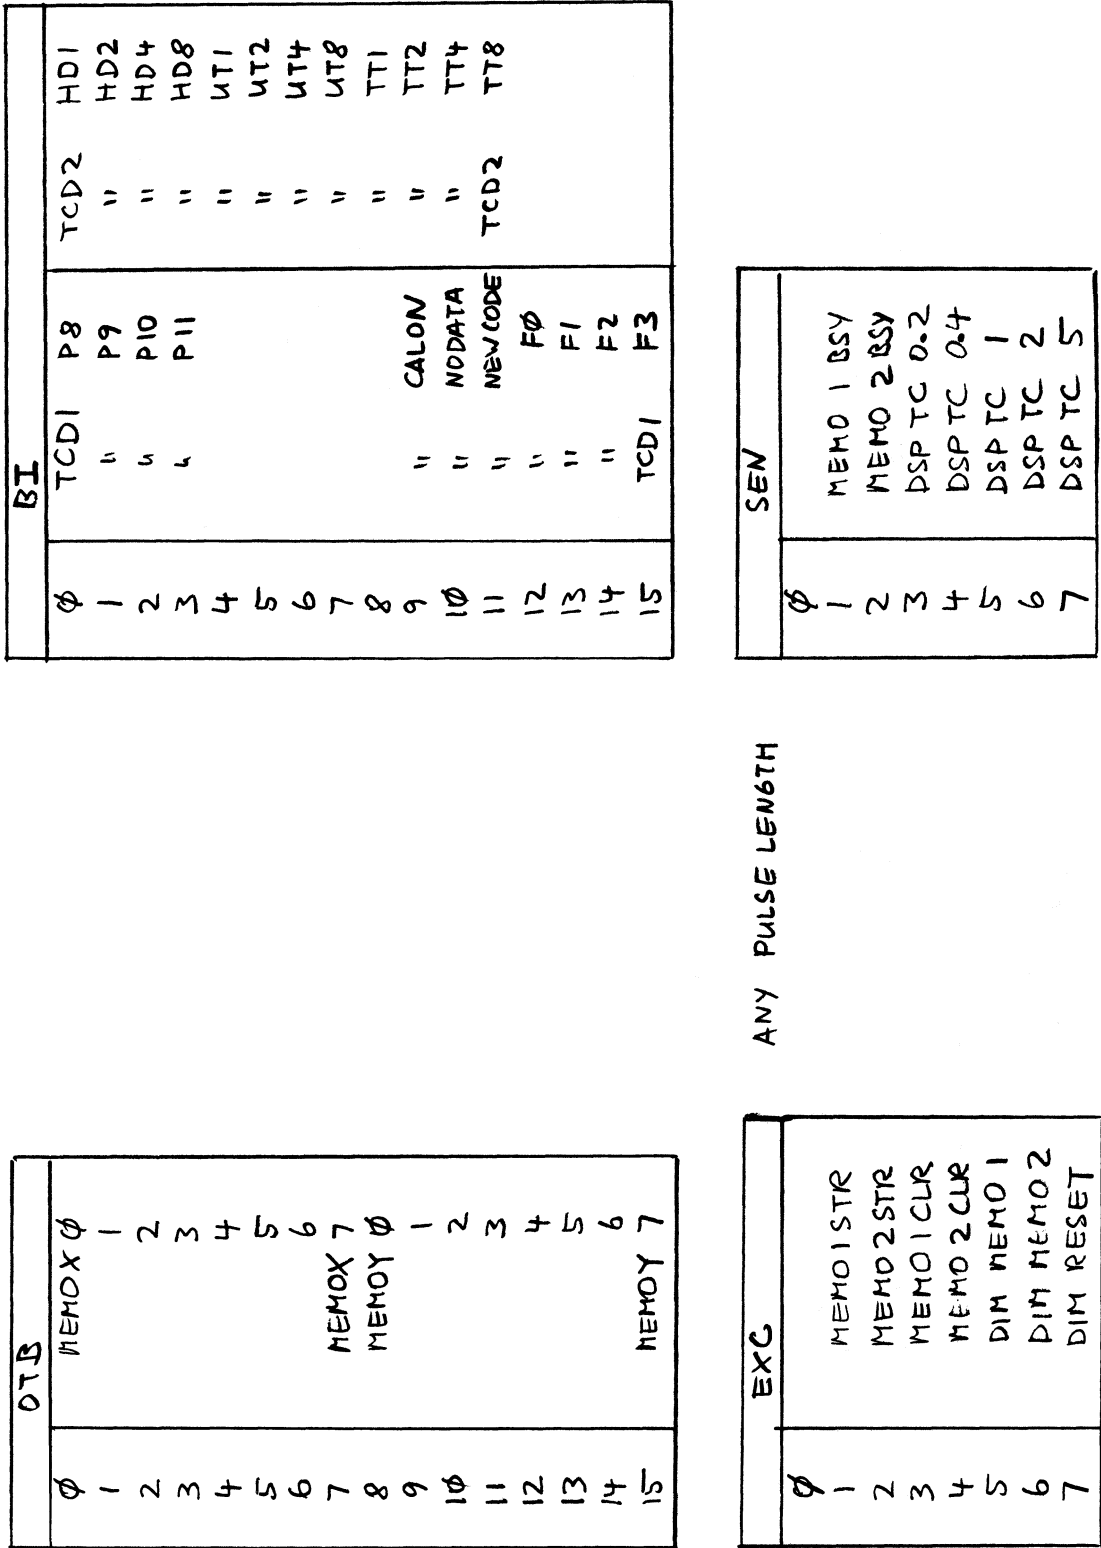 OTB
Ø MEMOX Ø
1 1
2 2
3 3
4 4
5 5
6 6
7 MEMOX 7
8 MEMOY Ø
9 1
1Ø 2
11 3
12 4
13 5
14 6
15 MEMOY 7
BI
Ø TCD1 P8 TCD2 HD1
1 " P9 " HD2
2 " P10 " HD4
3 " P11 " HD8
4 " UT1
5 " UT2
6 " UT4
7 " UT8
8 " TT1
9 " CALON " TT2
1Ø " NODATA " TT4
11 " NEWCODE TCD2 TT8
12 " FØ
13 " F1
14 " F2
15 TCD1 F3
EXC
Ø
1 MEMO1STR
2 MEMO2STR
3 MEMO1CLR
4 MEMO2CLR
5 DIM MEMO1
6 DIM MEMO2
7 DIM RESET
ANY PULSE LENGTH
SEN
Ø
1 MEMO 1 BSY
2 MEMO 2 BSY
3 DSP TC 0.2
4 DSP TC 0.4
5 DSP TC 1
6 DSP TC 2
7 DSP TC 5